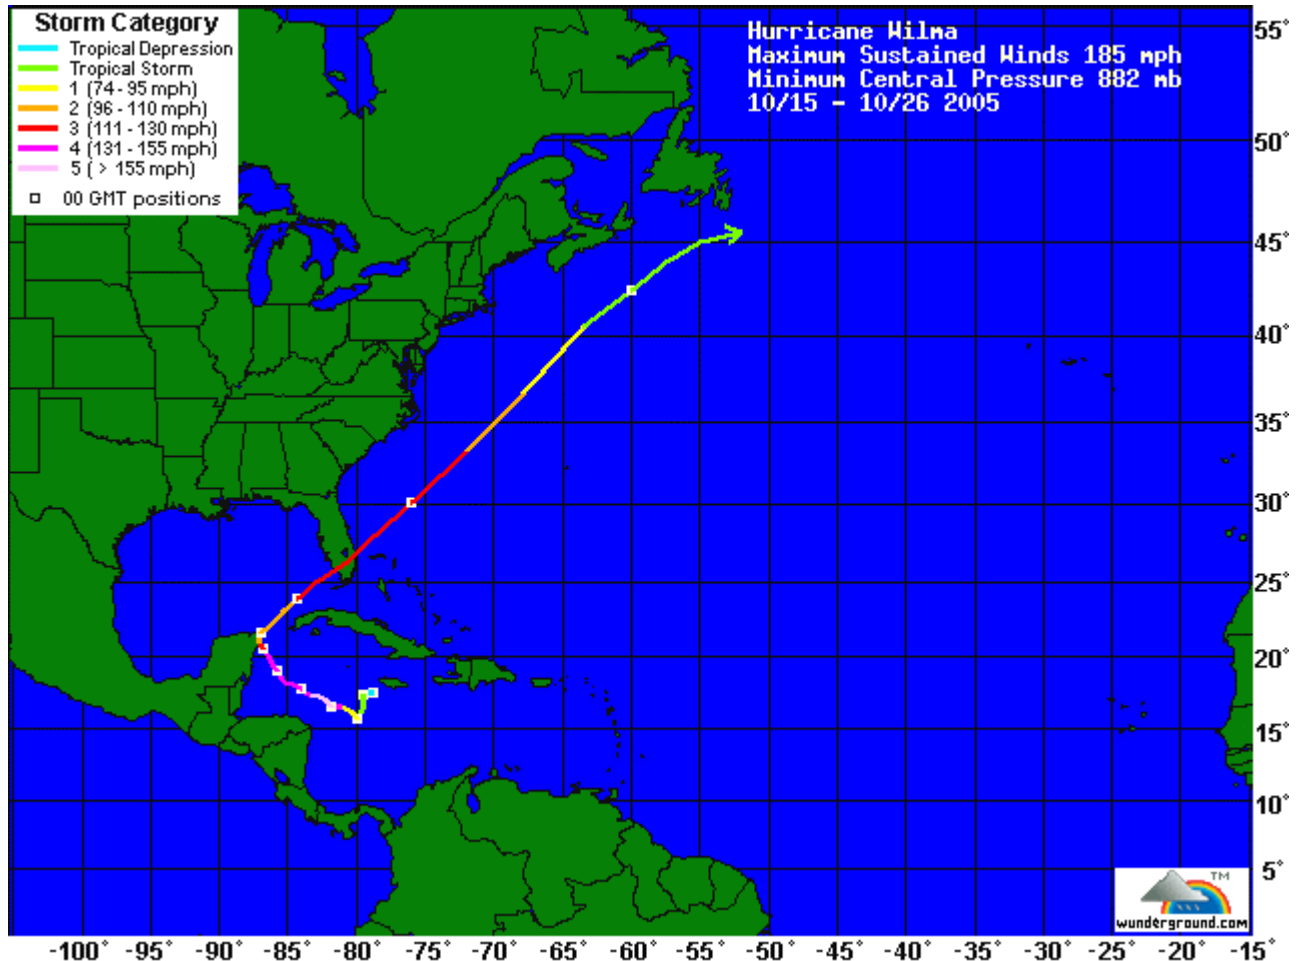 Storm Category
Tropical Depression
Tropical Storm
1 (74-95 mph)
2 (96-110 mph)
3 (111-130 mph)
4 (131-155 mph)
5 ( > 155 mph)
00 GMT positions
Hurricane Wilma
Maximum Sustained Winds 185 mph
Minimum Central Pressure 882 mb
10/15 - 10/26 2005
55°
50°
45°
40°
35°
30°
25°
20°
15°
10°
5°
TM
wunderground.com
-100° -95° -90° -85° -80° -75° -70° -65° -60° -55° -50° -45° -40° -35° -30° -25° -20° -15°